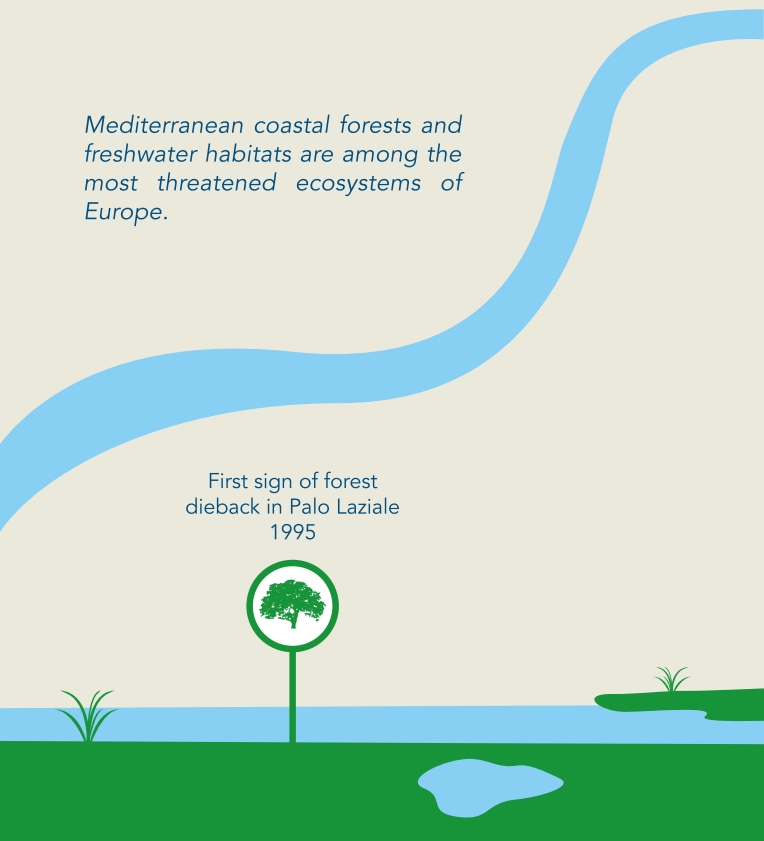 Mediterranean coastal forests and
freshwater habitats are among the
most threatened ecosystems of
Europe.
First sign of forest
dieback in Palo Laziale
1995